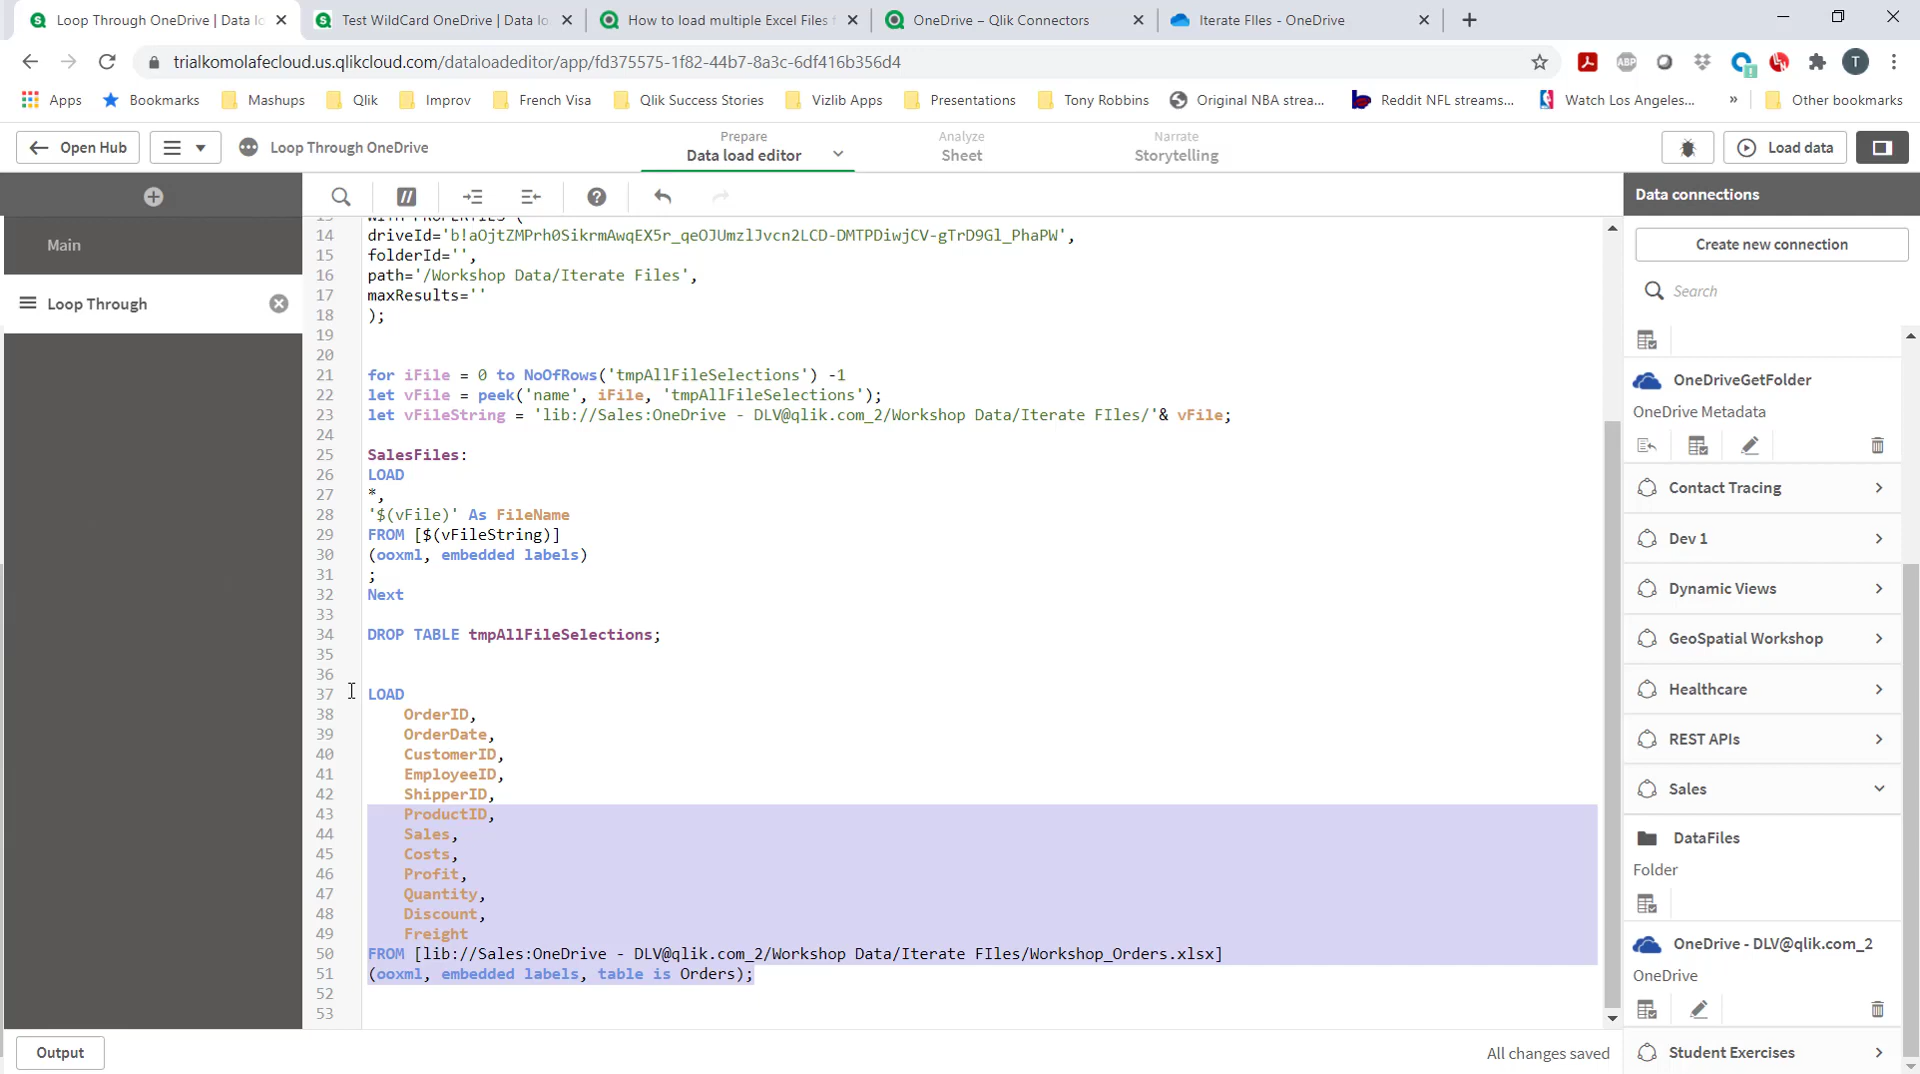 Loop Through OneDrive | Data lo
Test WildCard OneDrive | Data lo
How to load multiple Excel Files f
OneDrive – Qlik Connectors
Iterate FIles - OneDrive
trialkomolafecloud.us.qlikcloud.com/dataloadeditor/app/fd375575-1f82-44b7-8a3c-6df416b356d4
ABP
T
Apps
Bookmarks
Mashups
Qlik
Improv
French Visa
Qlik Success Stories
Vizlib Apps
Presentations
Tony Robbins
Original NBA strea...
Reddit NFL streams...
Watch Los Angeles...
»
Other bookmarks
Open Hub
Loop Through OneDrive
Prepare
Data load editor
Analyze
Sheet
Narrate
Storytelling
Load data
Main
Loop Through
13 WITH PROPERTIES (
14 driveId='b!aOjtZMPrh0SikrmAwqEX5r_qeOJUmzlJvcn2LCD-DMTPDiwjCV-gTrD9Gl_PhaPW',
15 folderId='',
16 path='/Workshop Data/Iterate Files',
17 maxResults=''
18 );
19
20
21 for iFile = 0 to NoOfRows('tmpAllFileSelections') -1
22 let vFile = peek('name', iFile, 'tmpAllFileSelections');
23 let vFileString = 'lib://Sales:OneDrive - DLV@qlik.com_2/Workshop Data/Iterate FIles/'& vFile;
24
25 SalesFiles:
26 LOAD
27 *,
28 '$(vFile)' As FileName
29 FROM [$(vFileString)]
30 (ooxml, embedded labels)
31 ;
32 Next
33
34 DROP TABLE tmpAllFileSelections;
35
36
37 LOAD
38 OrderID,
39 OrderDate,
40 CustomerID,
41 EmployeeID,
42 ShipperID,
43 ProductID,
44 Sales,
45 Costs,
46 Profit,
47 Quantity,
48 Discount,
49 Freight
50 FROM [lib://Sales:OneDrive - DLV@qlik.com_2/Workshop Data/Iterate FIles/Workshop_Orders.xlsx]
51 (ooxml, embedded labels, table is Orders);
52
53
Data connections
Create new connection
Search
OneDriveGetFolder
OneDrive Metadata
Contact Tracing
Dev 1
Dynamic Views
GeoSpatial Workshop
Healthcare
REST APIs
Sales
DataFiles
Folder
OneDrive - DLV@qlik.com_2
OneDrive
Student Exercises
Output
All changes saved